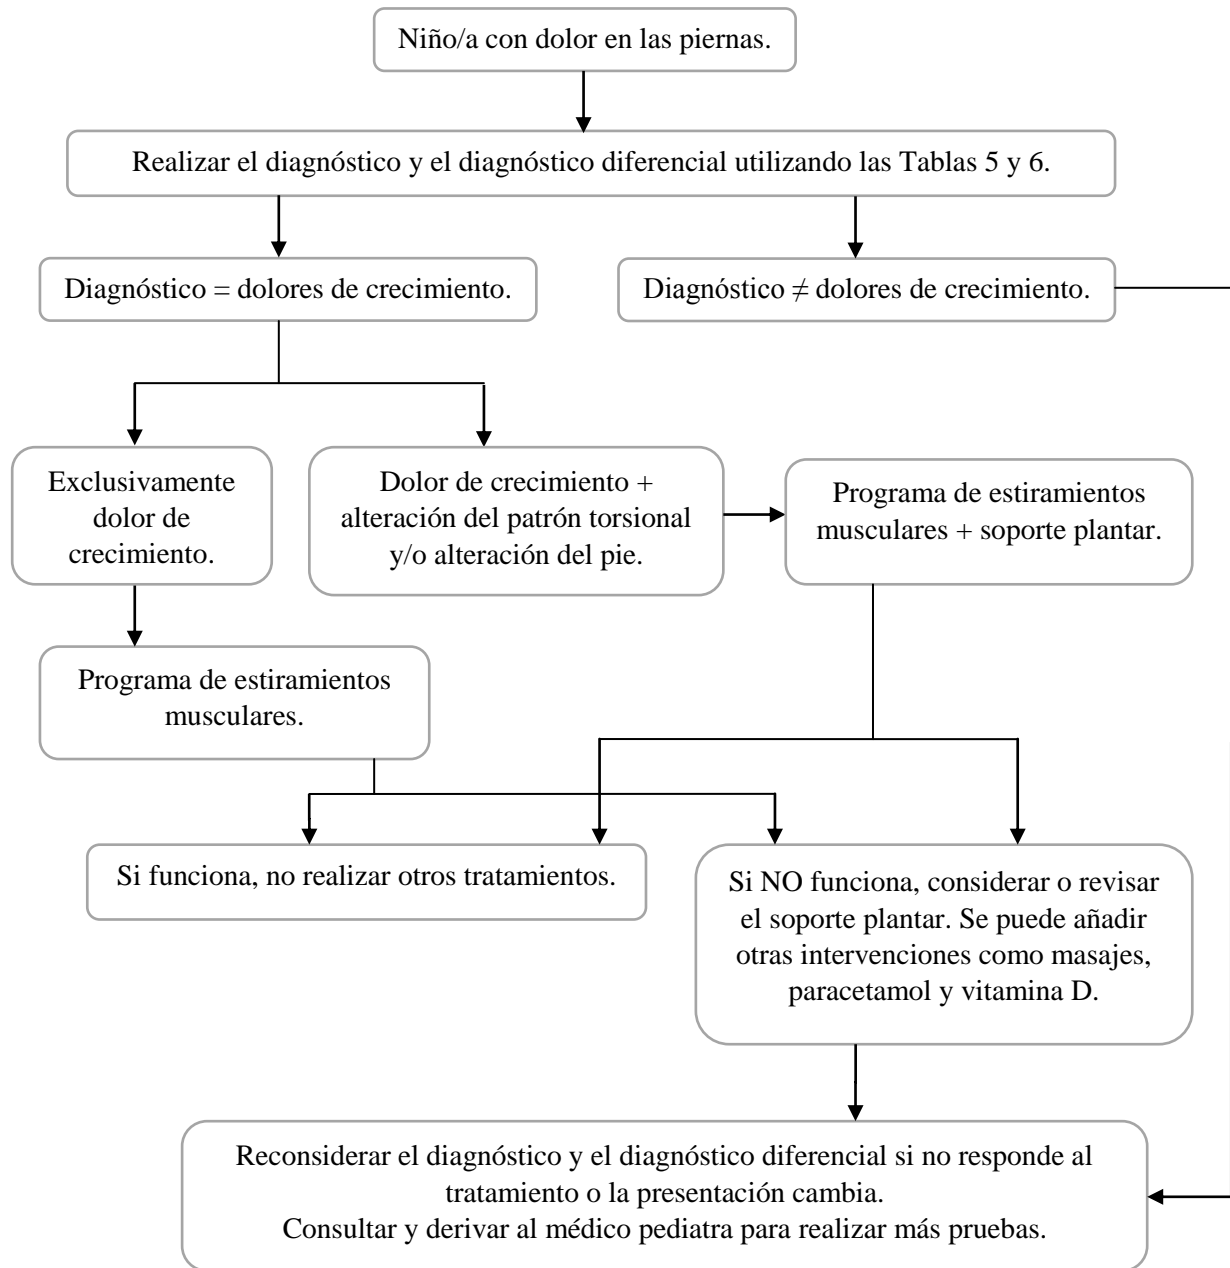 Niño/a con dolor en las piernas.
Realizar el diagnóstico y el diagnóstico diferencial utilizando las Tablas 5 y 6.
Diagnóstico = dolores de crecimiento.
Diagnóstico ≠ dolores de crecimiento.
Exclusivamente
dolor de
crecimiento.
Dolor de crecimiento +
alteración del patrón torsional
y/o alteración del pie.
Programa de estiramientos
musculares + soporte plantar.
Programa de estiramientos
musculares.
Si funciona, no realizar otros tratamientos.
Si NO funciona, considerar o revisar
el soporte plantar. Se puede añadir
otras intervenciones como masajes,
paracetamol y vitamina D.
Reconsiderar el diagnóstico y el diagnóstico diferencial si no responde al
tratamiento o la presentación cambia.
Consultar y derivar al médico pediatra para realizar más pruebas.